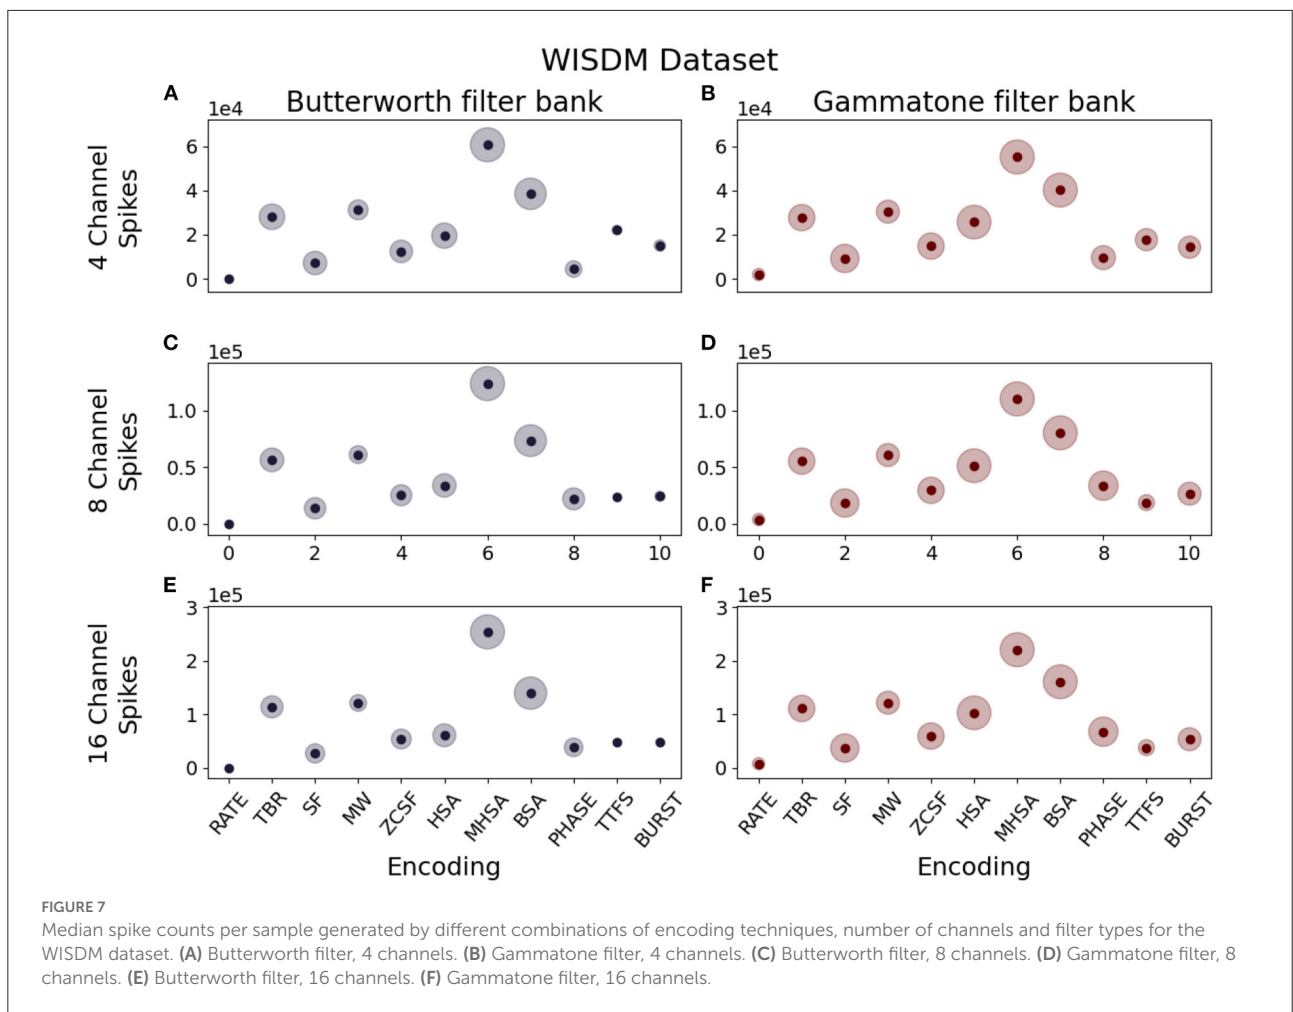 WISDM Dataset
A
Butterworth filter bank
B
Gammatone filter bank
1e4
1e4
4 Channel
Spikes
6
4
2
0
6
4
2
0
C
D
1e5
1e5
8 Channel
Spikes
1.0
0.5
0.0
1.0
0.5
0.0
0 2 4 6 8 10
0 2 4 6 8 10
E
F
1e5
1e5
16 Channel
Spikes
3
2
1
0
3
2
1
0
RATE TBR SF MW ZCSF HSA MHSA BSA PHASE TTFS BURST
RATE TBR SF MW ZCSF HSA MHSA BSA PHASE TTFS BURST
Encoding
Encoding
FIGURE 7
Median spike counts per sample generated by different combinations of encoding techniques, number of channels and filter types for the
WISDM dataset. (A) Butterworth filter, 4 channels. (B) Gammatone filter, 4 channels. (C) Butterworth filter, 8 channels. (D) Gammatone filter, 8
channels. (E) Butterworth filter, 16 channels. (F) Gammatone filter, 16 channels.